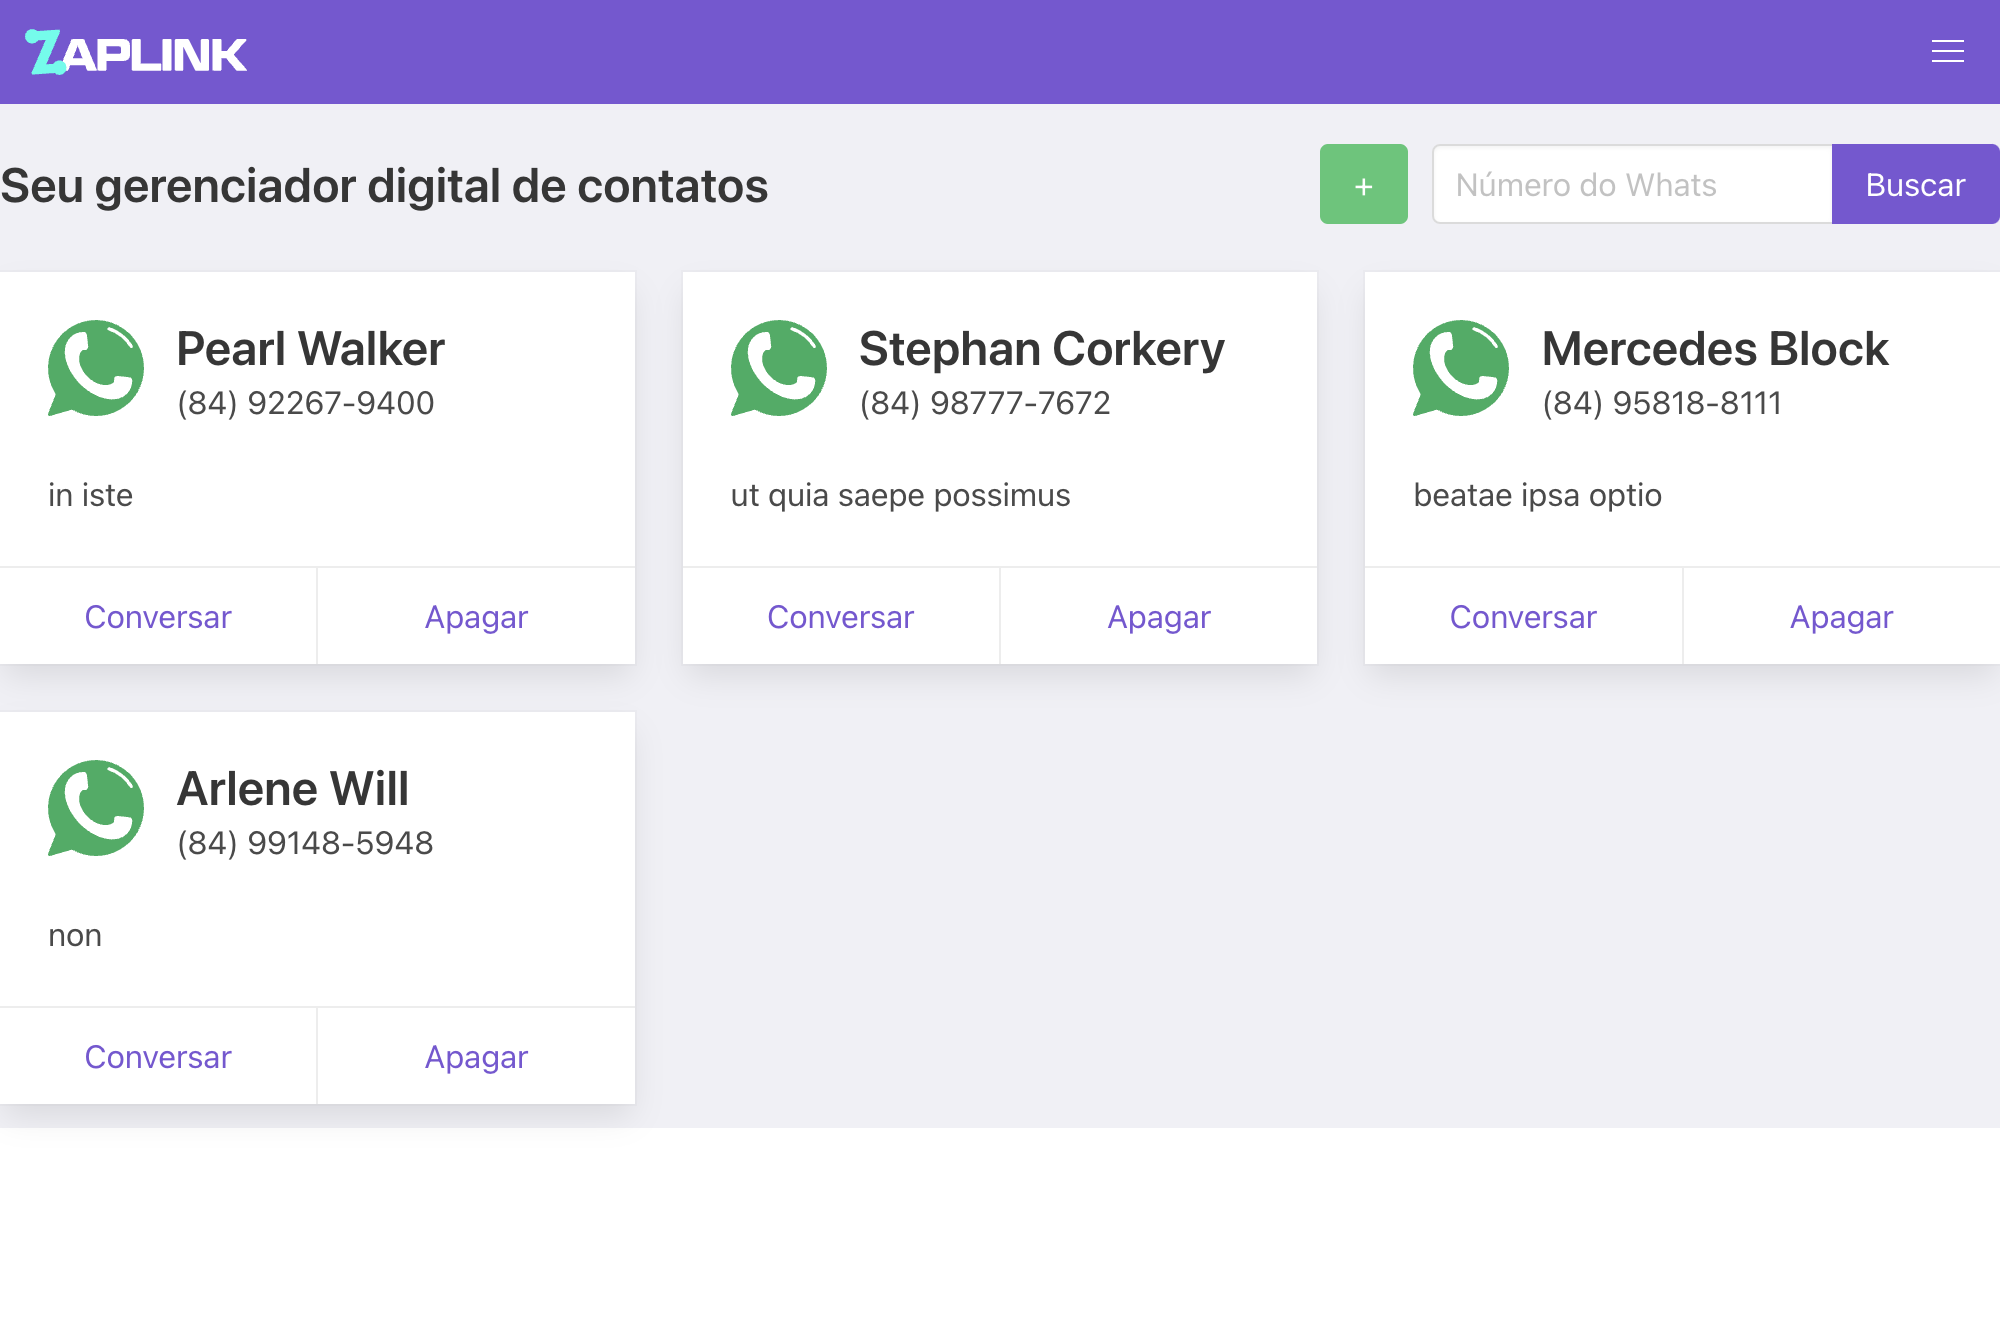 ZAPLINK
Seu gerenciador digital de contatos
+
Número do Whats
Buscar
Pearl Walker
(84) 92267-9400
in iste
Conversar
Apagar
Stephan Corkery
(84) 98777-7672
ut quia saepe possimus
Conversar
Apagar
Mercedes Block
(84) 95818-8111
beatae ipsa optio
Conversar
Apagar
Arlene Will
(84) 99148-5948
non
Conversar
Apagar